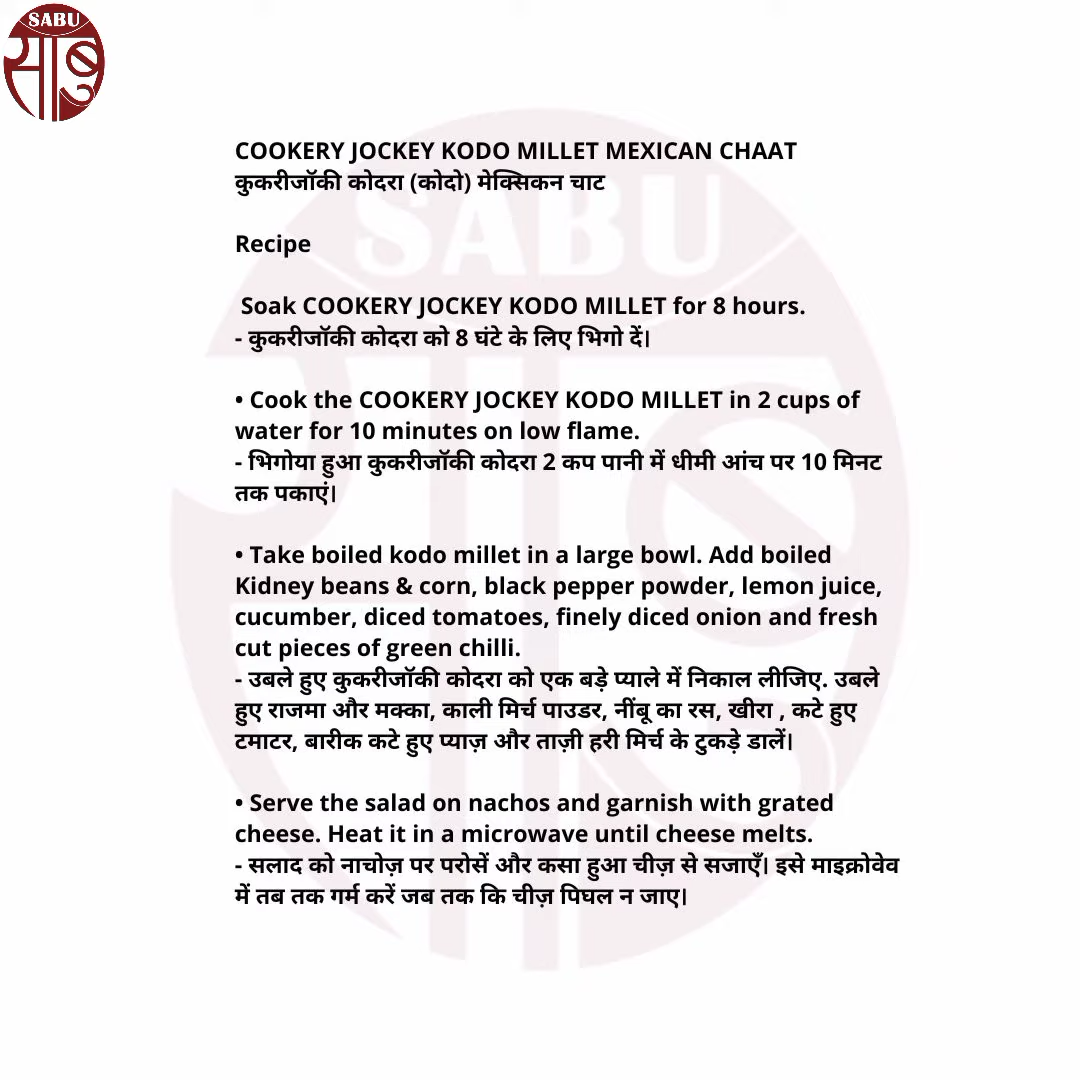 SABU
साबु
COOKERY JOCKEY KODO MILLET MEXICAN CHAAT
कुकरीजॉकी कोदरा (कोदो) मेक्सिकन चाट
Recipe
Soak COOKERY JOCKEY KODO MILLET for 8 hours.
- कुकरीजॉकी कोदरा को 8 घंटे के लिए भिगो दें।
• Cook the COOKERY JOCKEY KODO MILLET in 2 cups of
water for 10 minutes on low flame.
- भिगोया हुआ कुकरीजॉकी कोदरा 2 कप पानी में धीमी आंच पर 10 मिनट
तक पकाएं।
• Take boiled kodo millet in a large bowl. Add boiled
Kidney beans & corn, black pepper powder, lemon juice,
cucumber, diced tomatoes, finely diced onion and fresh
cut pieces of green chilli.
- उबले हुए कुकरीजॉकी कोदरा को एक बड़े प्याले में निकाल लीजिए. उबले
हुए राजमा और मक्का, काली मिर्च पाउडर, नींबू का रस, खीरा , कटे हुए
टमाटर, बारीक कटे हुए प्याज़ और ताज़ी हरी मिर्च के टुकड़े डालें।
• Serve the salad on nachos and garnish with grated
cheese. Heat it in a microwave until cheese melts.
- सलाद को नाचोज़ पर परोसें और कसा हुआ चीज़ से सजाएँ। इसे माइक्रोवेव
में तब तक गर्म करें जब तक कि चीज़ पिघल न जाए।